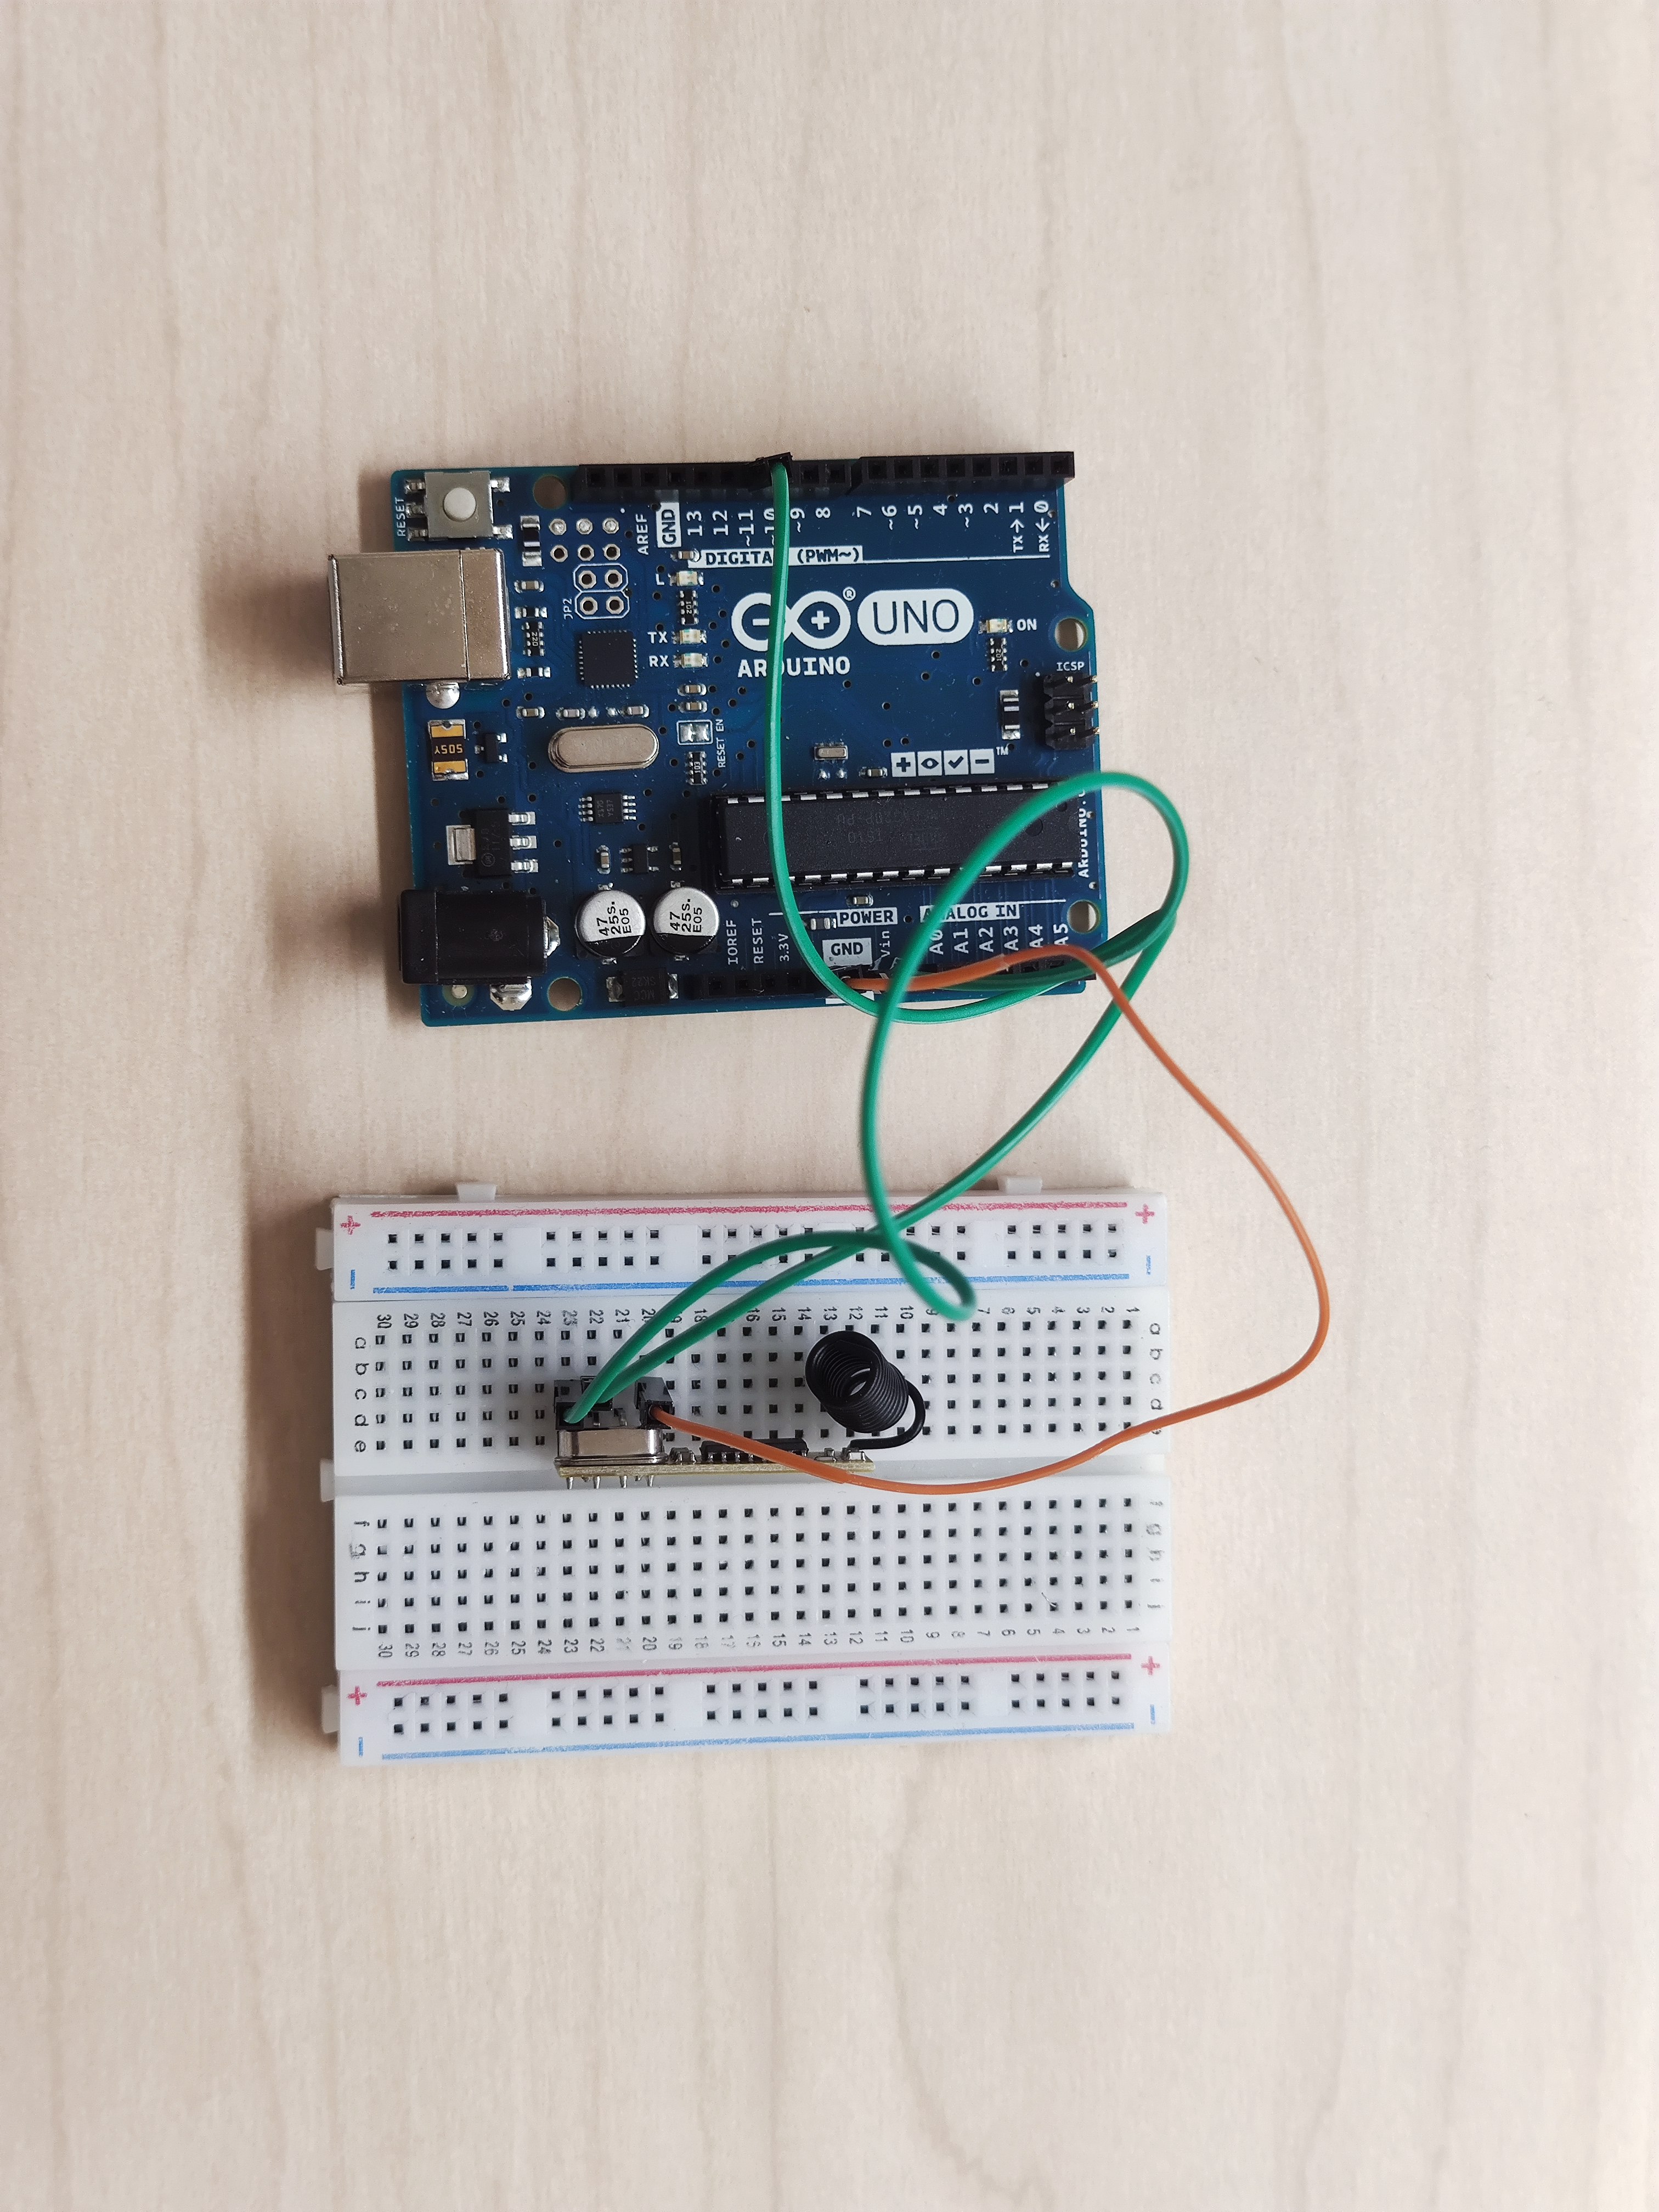 RESET
AREF
GND
13
12
~11
~10
~9
8
7
~6
~5
4
~3
2
TX→1
RX←0
DIGITAL (PWM~)
L
TX
RX
JP2
®
UNO
ARDUINO
ON
ICSP
RESET EN
TM
SDSY
47
25s.
E05
47
25s.
E05
IOREF
RESET
3.3V
POWER
GND
Vin
ANALOG IN
A0
A1
A2
A3
A4
A5
+ +
- -
30 29 28 27 26 25 24 23 22 21 18 16 15 14 13 12 11 10 7 6 5 4 3 2 1
a a
b b
c c
d d
e
f f
g g
h h
i i
j j
30 29 28 27 26 25 24 23 22 21 20 19 18 17 16 15 14 13 12 11 10 9 8 7 6 5 4 3 2 1
+ +
- -